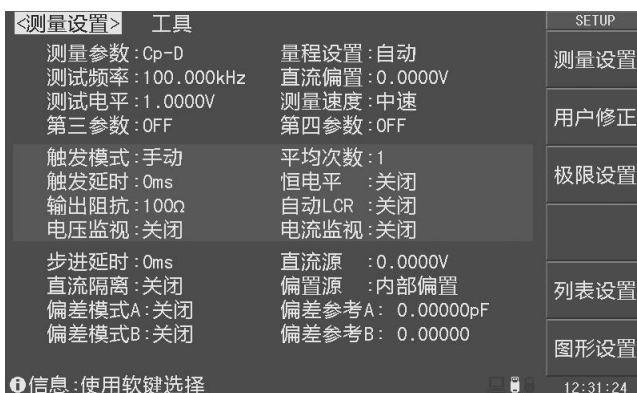 <测量设置> 工具 SETUP
测量参数:Cp-D 量程设置:自动
测试频率:100.000kHz 直流偏置:0.0000V
测试电平:1.0000V 测量速度:中速
第三参数:OFF 第四参数:OFF
触发模式:手动 平均次数:1
触发延时:0ms 恒电平 :关闭
输出阻抗:100Ω 自动LCR :关闭
电压监视:关闭 电流监视:关闭
步进延时:0ms 直流源 :0.0000V
直流隔离:关闭 偏置源 :内部偏置
偏差模式A:关闭 偏差参考A: 0.00000pF
偏差模式B:关闭 偏差参考B: 0.00000
信息:使用软键选择
测量设置
用户修正
极限设置
列表设置
图形设置
12:31:24